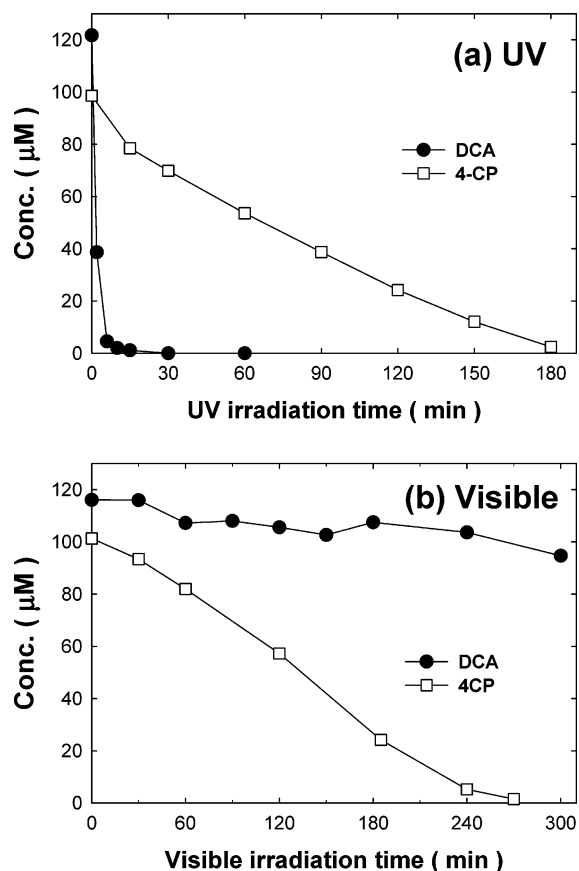 (a) UV
120
100
80
60
40
20
0
Conc. ( μM )
DCA
4-CP
0 30 60 90 120 150 180
UV irradiation time ( min )
(b) Visible
120
100
80
60
40
20
0
Conc. ( μM )
DCA
4CP
0 60 120 180 240 300
Visible irradiation time ( min )